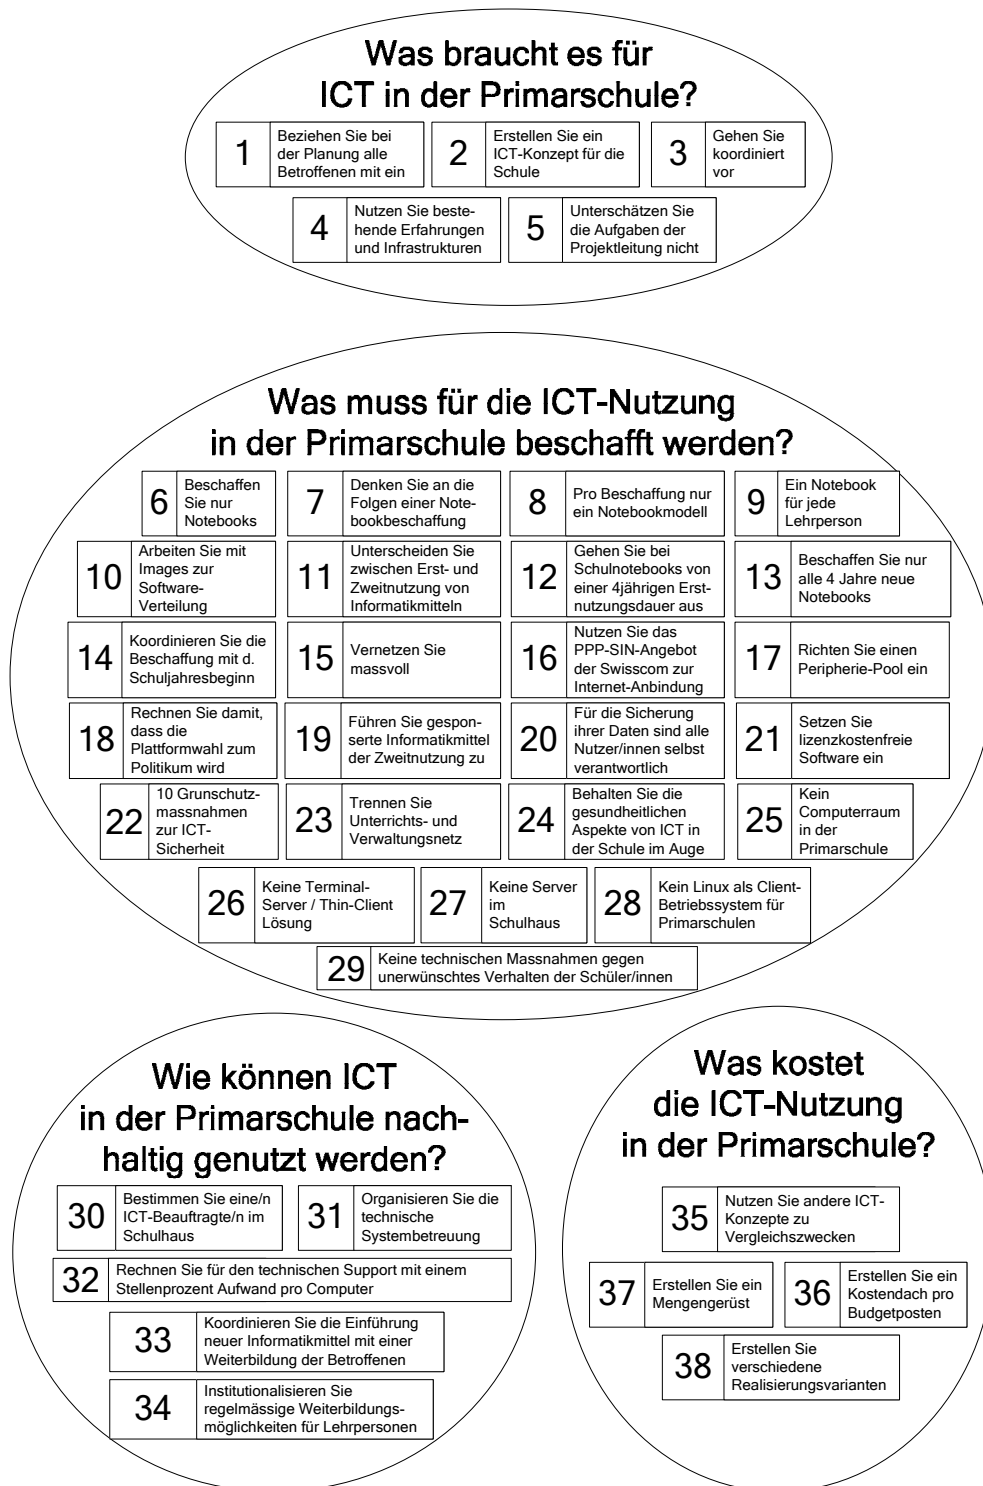 Was braucht es für
ICT in der Primarschule?
1
Beziehen Sie bei
der Planung alle
Betroffenen mit ein
2
Erstellen Sie ein
ICT-Konzept für die
Schule
3
Gehen Sie
koordiniert
vor
4
Nutzen Sie beste-
hende Erfahrungen
und Infrastrukturen
5
Unterschätzen Sie
die Aufgaben der
Projektleitung nicht
Was muss für die ICT-Nutzung
in der Primarschule beschafft werden?
6
Beschaffen
Sie nur
Notebooks
7
Denken Sie an die
Folgen einer Note-
bookbeschaffung
8
Pro Beschaffung nur
ein Notebookmodell
9
Ein Notebook
für jede
Lehrperson
10
Arbeiten Sie mit
Images zur
Software-
Verteilung
11
Unterscheiden Sie
zwischen Erst- und
Zweitnutzung von
Informatikmitteln
12
Gehen Sie bei
Schulnotebooks von
einer 4jährigen Erst-
nutzungsdauer aus
13
Beschaffen Sie nur
alle 4 Jahre neue
Notebooks
14
Koordinieren Sie die
Beschaffung mit d.
Schuljahresbeginn
15
Vernetzen Sie
massvoll
16
Nutzen Sie das
PPP-SIN-Angebot
der Swisscom zur
Internet-Anbindung
17
Richten Sie einen
Peripherie-Pool ein
18
Rechnen Sie damit,
dass die
Plattformwahl zum
Politikum wird
19
Führen Sie gespon-
serte Informatikmittel
der Zweitnutzung zu
20
Für die Sicherung
ihrer Daten sind alle
Nutzer/innen selbst
verantwortlich
21
Setzen Sie
lizenzkostenfreie
Software ein
22
10 Grunschutz-
massnahmen
zur ICT-
Sicherheit
23
Trennen Sie
Unterrichts- und
Verwaltungsnetz
24
Behalten Sie die
gesundheitlichen
Aspekte von ICT in
der Schule im Auge
25
Kein
Computerraum
in der
Primarschule
26
Keine Terminal-
Server / Thin-Client
Lösung
27
Keine Server
im
Schulhaus
28
Kein Linux als Client-
Betriebssystem für
Primarschulen
29
Keine technischen Massnahmen gegen
unerwünschtes Verhalten der Schüler/innen
Wie können ICT
in der Primarschule nach-
haltig genutzt werden?
30
Bestimmen Sie eine/n
ICT-Beauftragte/n im
Schulhaus
31
Organisieren Sie die
technische
Systembetreuung
32
Rechnen Sie für den technischen Support mit einem
Stellenprozent Aufwand pro Computer
33
Koordinieren Sie die Einführung
neuer Informatikmittel mit einer
Weiterbildung der Betroffenen
34
Institutionalisieren Sie
regelmässige Weiterbildungs-
möglichkeiten für Lehrpersonen
Was kostet
die ICT-Nutzung
in der Primarschule?
35
Nutzen Sie andere ICT-
Konzepte zu
Vergleichszwecken
37
Erstellen Sie ein
Mengengerüst
36
Erstellen Sie ein
Kostendach pro
Budgetposten
38
Erstellen Sie
verschiedene
Realisierungsvarianten